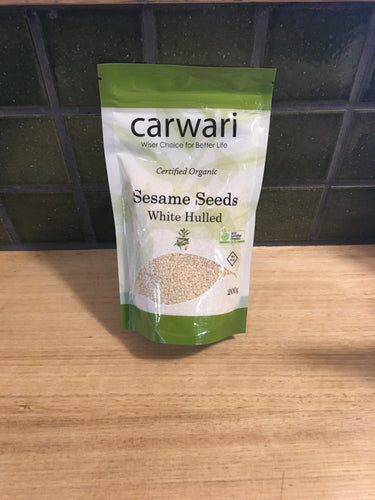 carwari
Wiser Choice for Better Life
Certified Organic
Sesame Seeds
White Hulled
200g